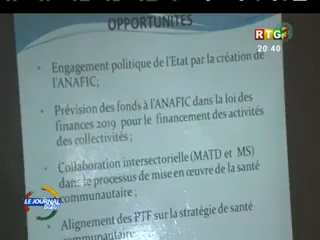 OPPORTUNITÉS
RTG
20:40
• Engagement politique de l'Etat par la création de
l'ANAFIC;
• Prévision des fonds à l'ANAFIC dans la loi des
finances 2019 pour le financement des activités
des collectivités ;
• Collaboration intersectorielle (MATD et MS)
dans le processus de mise en œuvre de la santé
communautaire ;
• Alignement des PTF sur la stratégie de santé
communautaire ;
LE JOURNAL